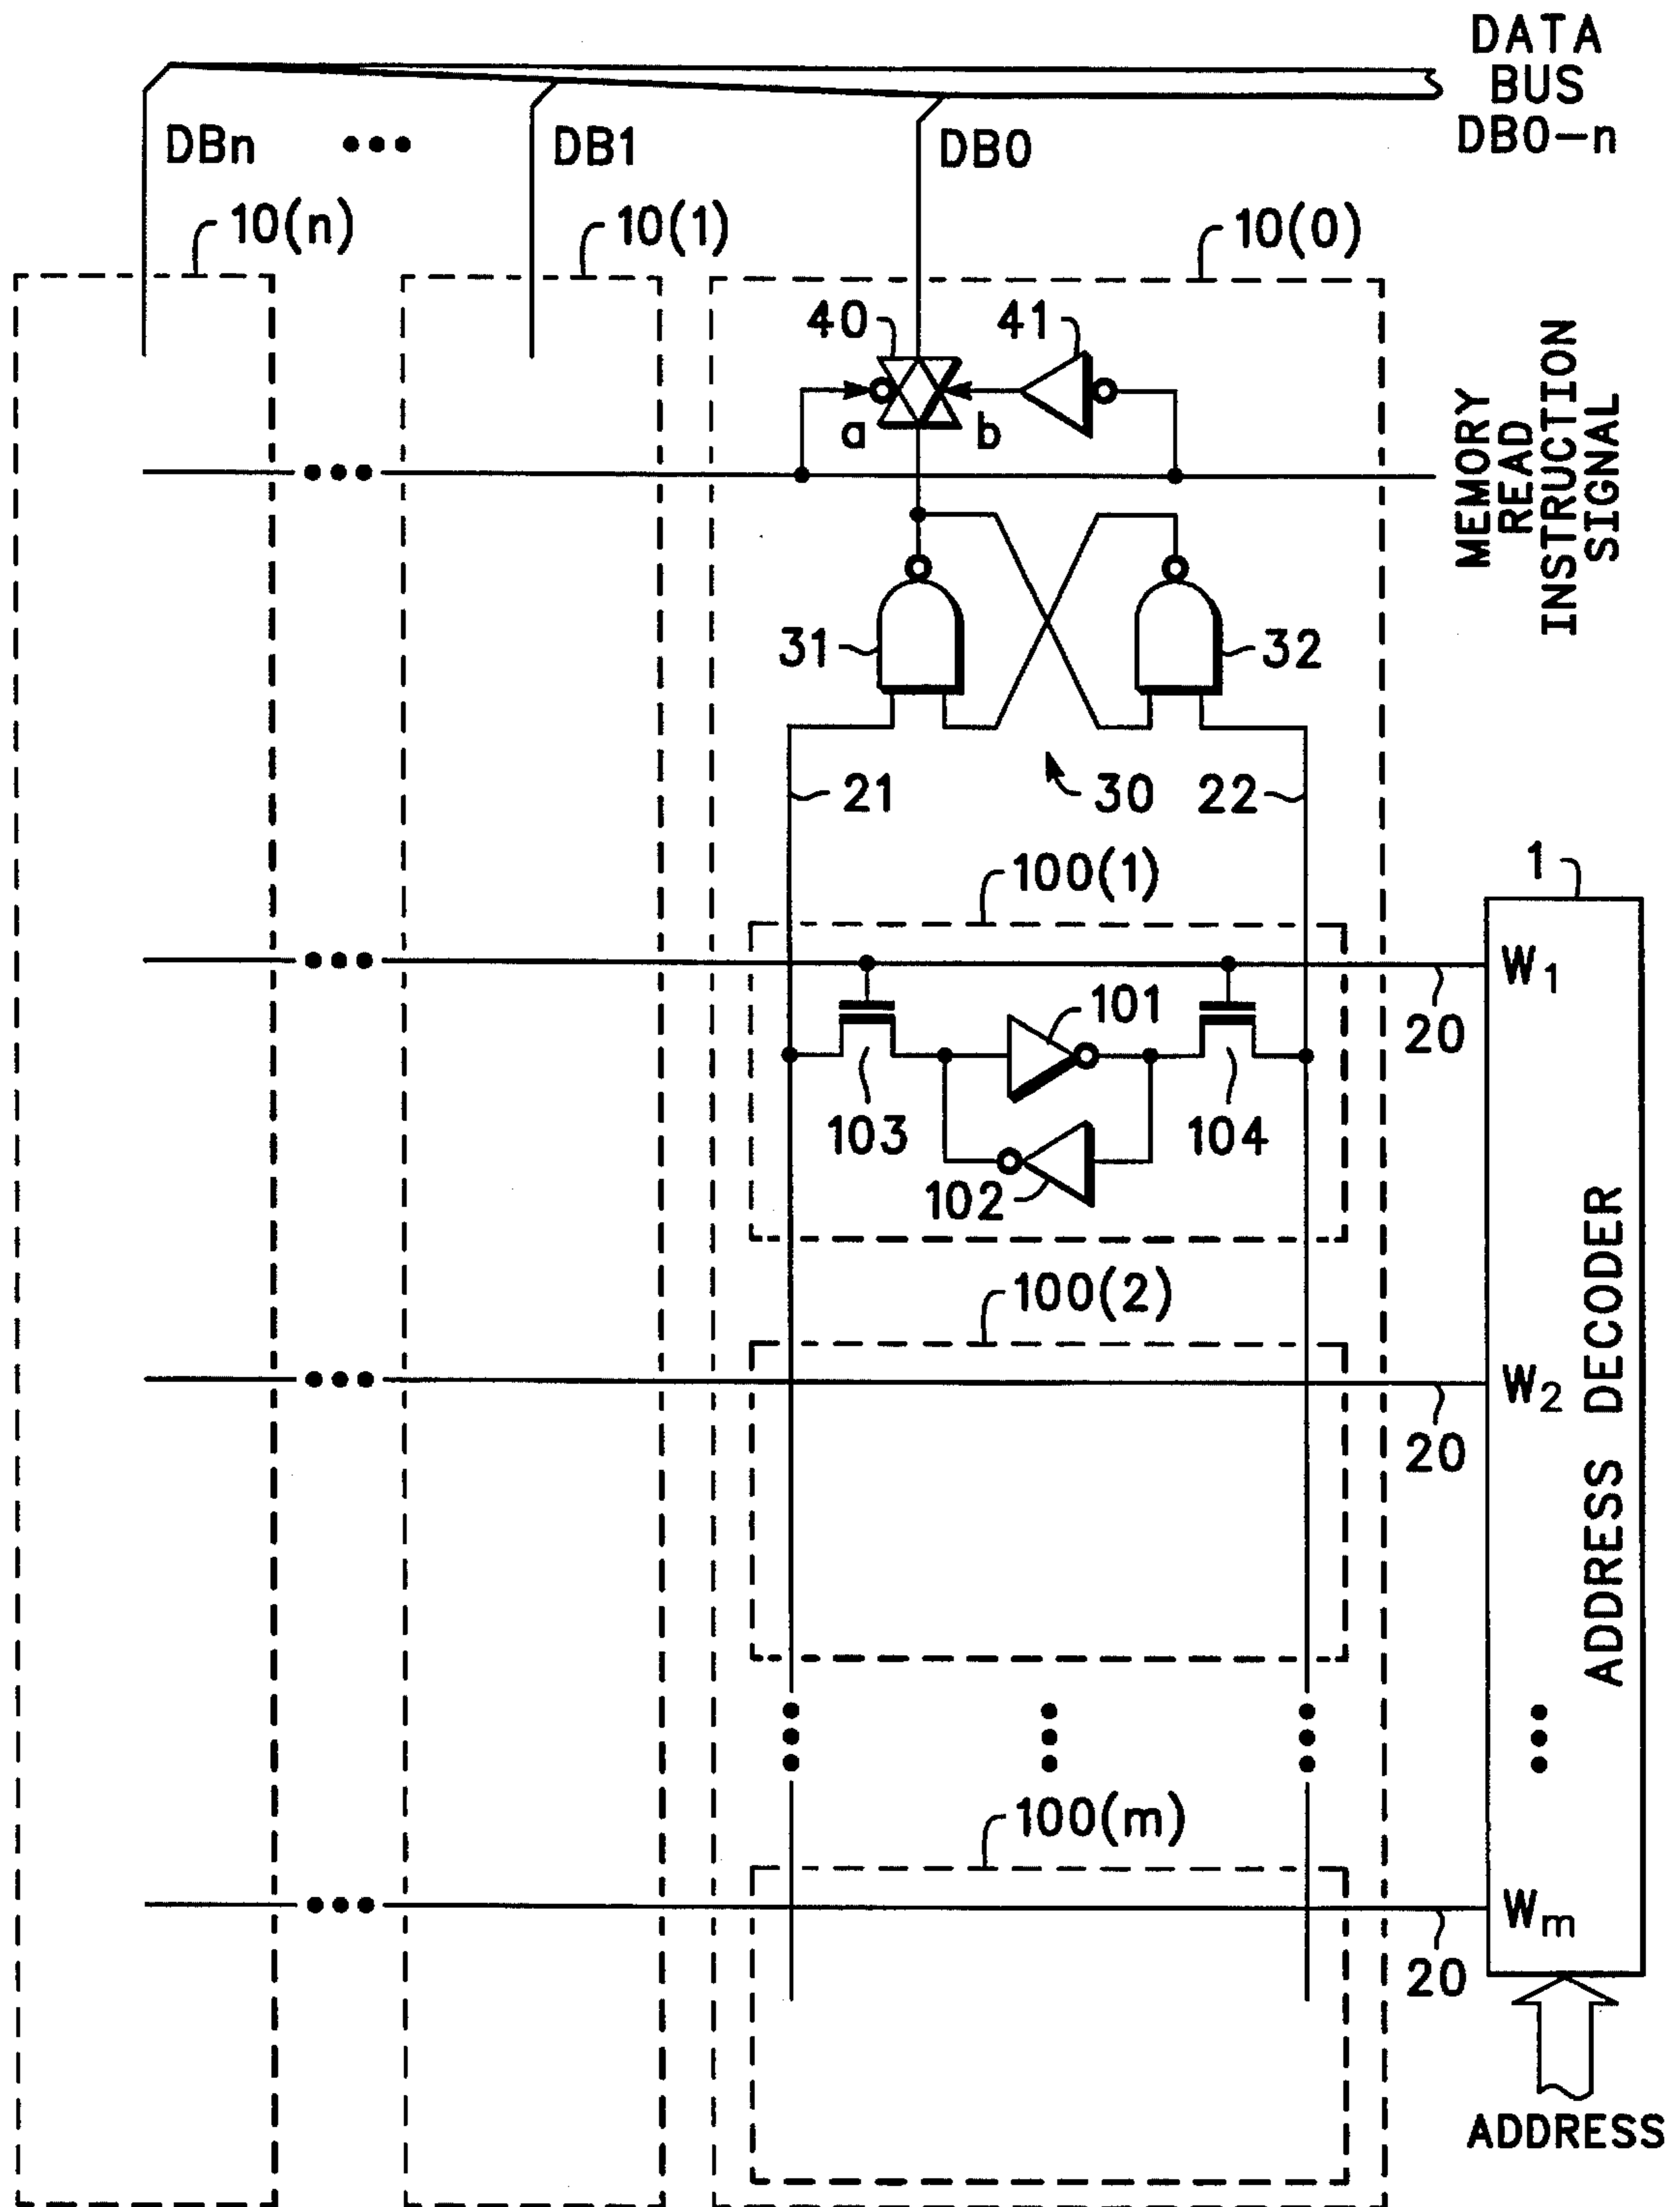 DATA
BUS
DB0-n
DBn
DB1
DB0
10(n)
10(1)
10(0)
40
41
a
b
MEMORY
READ
INSTRUCTION
SIGNAL
31
32
21
30
22
100(1)
1
W1
20
101
103
104
102
100(2)
W2
20
ADDRESS DECODER
100(m)
Wm
20
ADDRESS